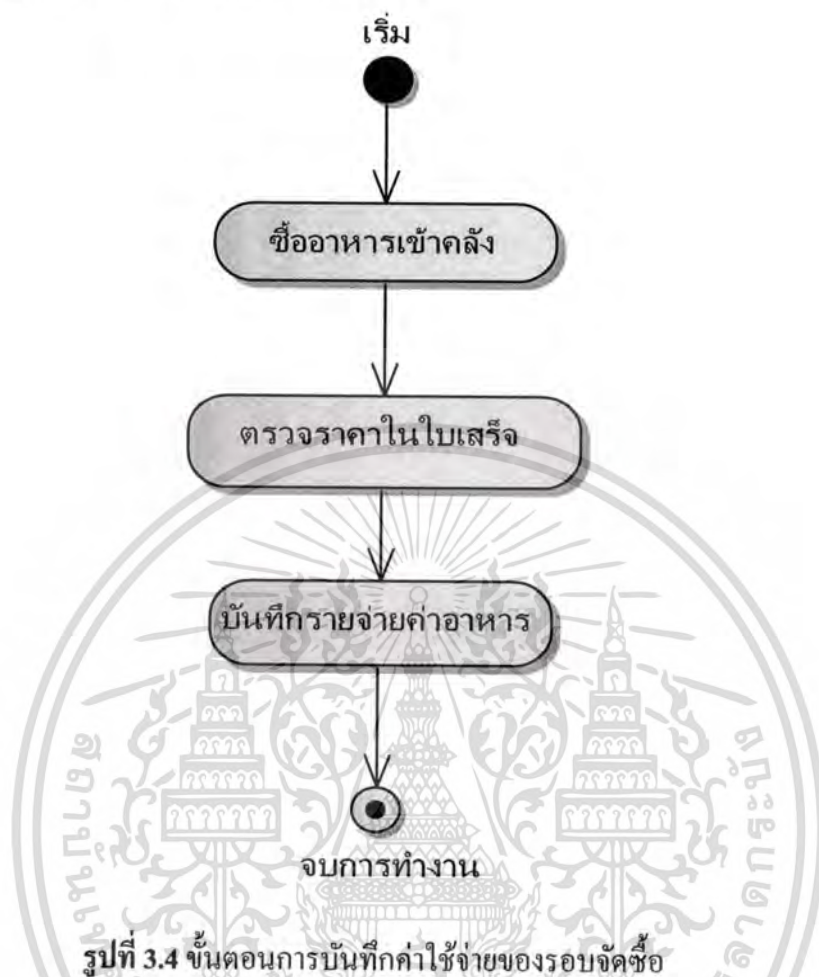 เริ่ม
ซื้ออาหารเข้าคลัง
ตรวจราคาในใบเสร็จ
บันทึกรายจ่ายค่าอาหาร
จบการทำงาน
รูปที่ 3.4 ขั้นตอนการบันทึกค่าใช้จ่ายของรอบจัดซื้อ